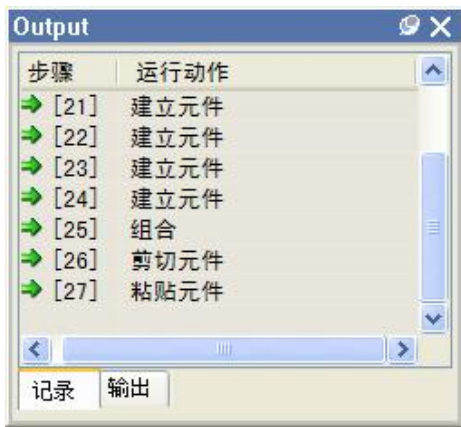 Output
步骤 运行动作
[21] 建立元件
[22] 建立元件
[23] 建立元件
[24] 建立元件
[25] 组合
[26] 剪切元件
[27] 粘贴元件
记录 输出